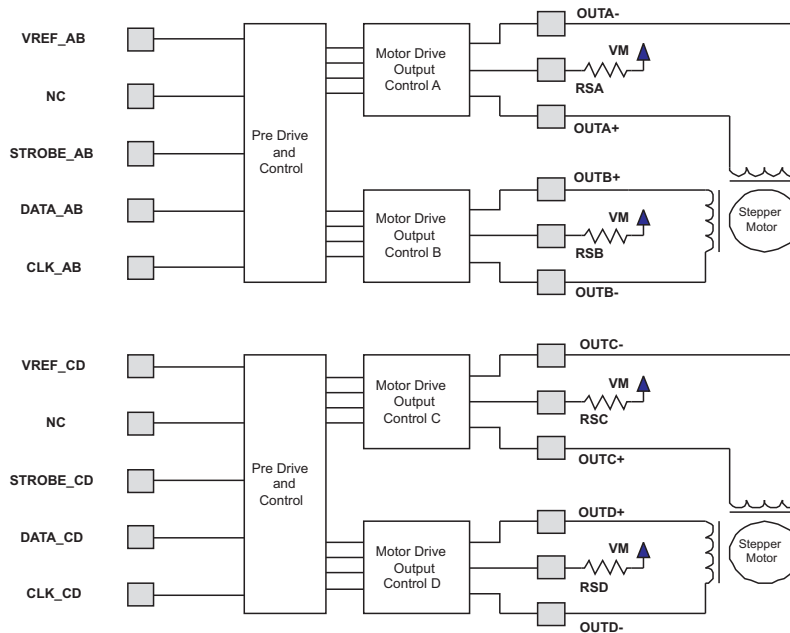 OUTA-
VREF_AB
Motor Drive
Output
Control A
VM
RSA
NC
OUTA+
Pre Drive
and
Control
STROBE_AB
OUTB+
DATA_AB
Motor Drive
Output
Control B
VM
RSB
Stepper
Motor
CLK_AB
OUTB-
OUTC-
VREF_CD
Motor Drive
Output
Control C
VM
RSC
NC
OUTC+
Pre Drive
and
Control
STROBE_CD
OUTD+
DATA_CD
Motor Drive
Output
Control D
VM
RSD
Stepper
Motor
CLK_CD
OUTD-